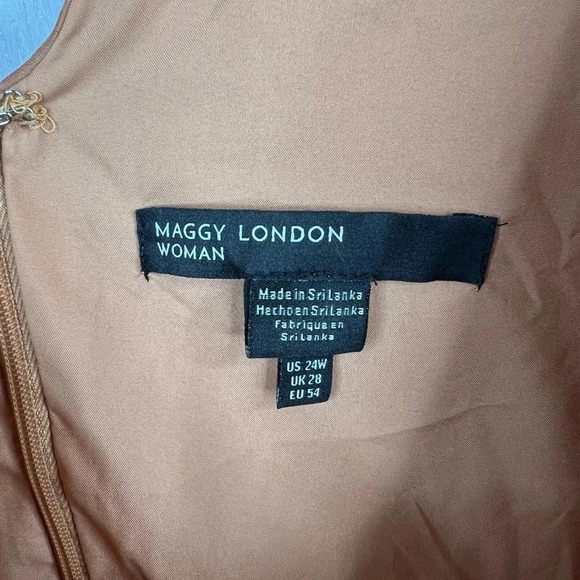 MAGGY LONDON
WOMAN
Made in Sri Lanka
Hecho en Sri Lanka
Fabrique en
Sri Lanka
US 24W
UK 28
EU 54